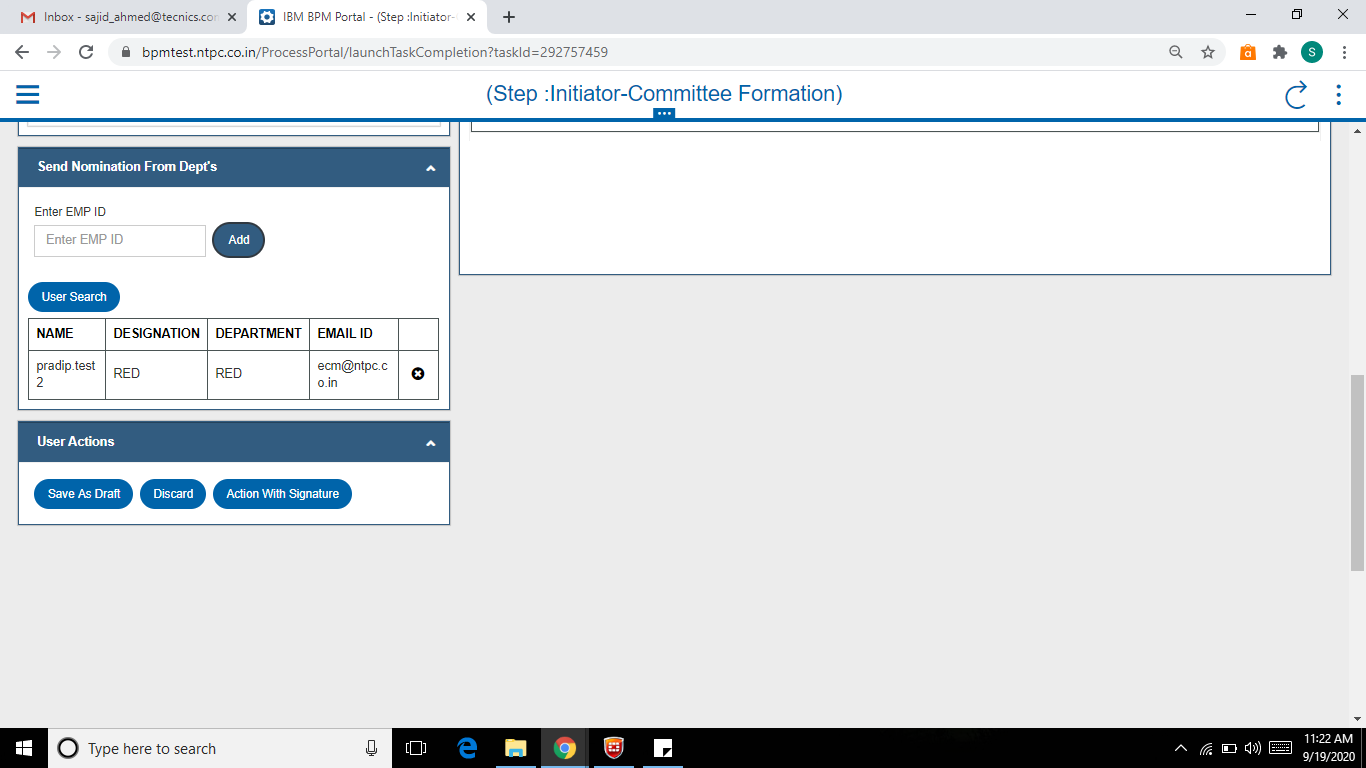 Inbox - sajid_ahmed@tecnics.con
IBM BPM Portal - (Step :Initiator-
bpmtest.ntpc.co.in/ProcessPortal/launchTaskCompletion?taskId=292757459
S
(Step :Initiator-Committee Formation)
Send Nomination From Dept's
Enter EMP ID
Enter EMP ID
Add
User Search
NAME DESIGNATION DEPARTMENT EMAIL ID
pradip.test
2
RED
RED
ecm@ntpc.c
o.in
User Actions
Save As Draft Discard Action With Signature
Type here to search
11:22 AM
9/19/2020